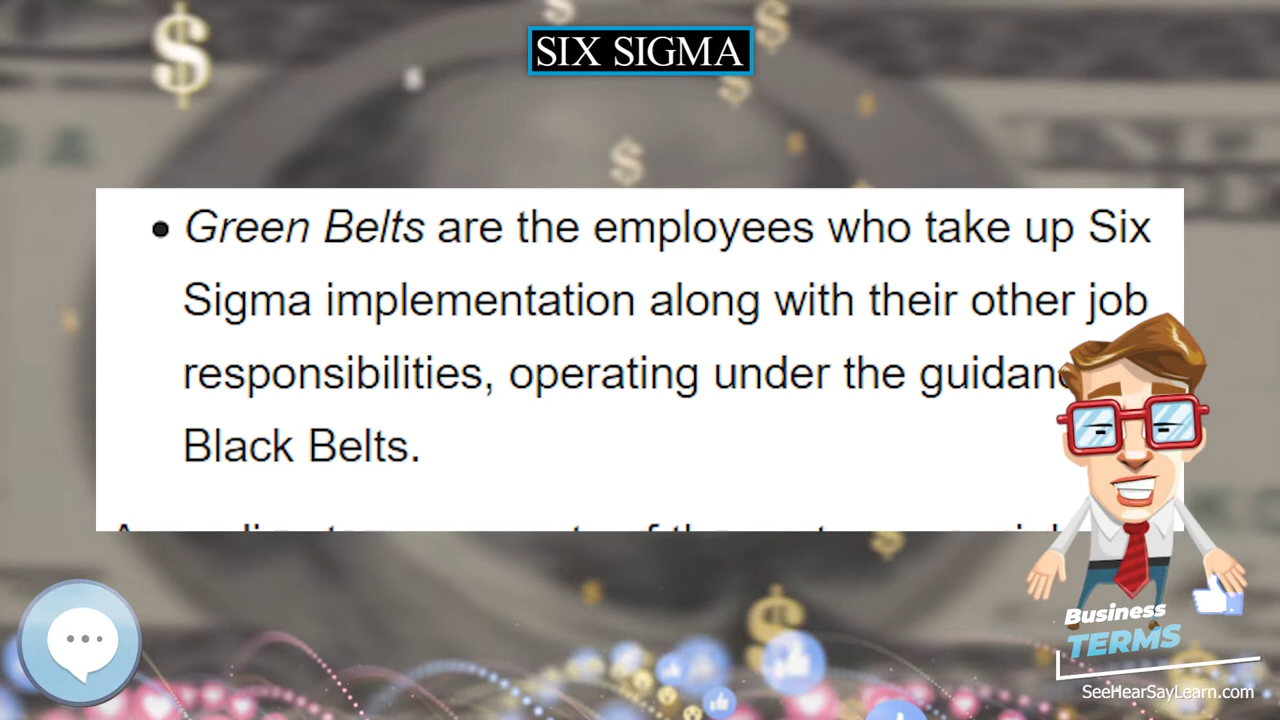 SIX SIGMA
• Green Belts are the employees who take up Six
Sigma implementation along with their other job
responsibilities, operating under the
Black Belts.
Business
TERMS
SeeHearSayLearn.com